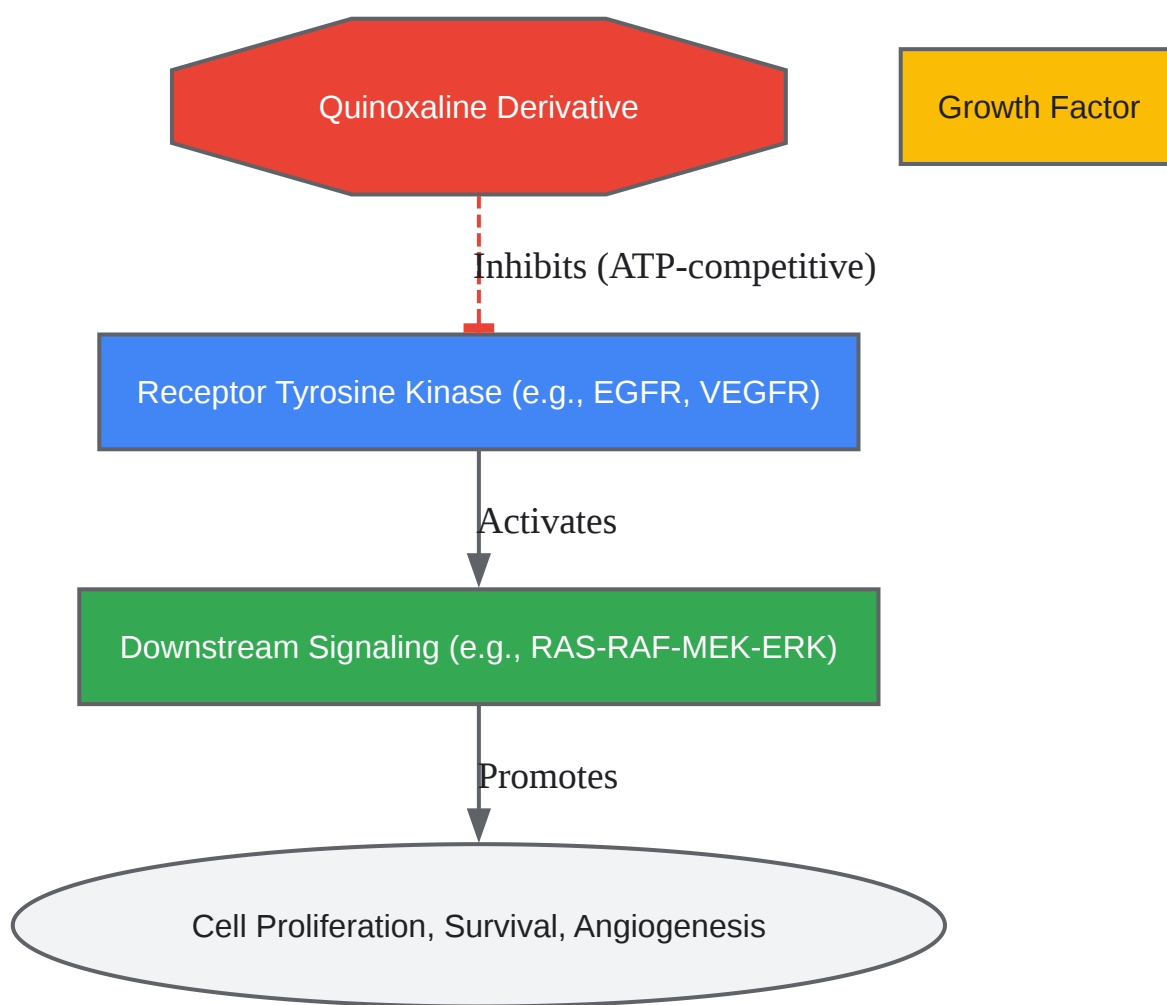 Quinoxaline Derivative
Growth Factor
Inhibits (ATP-competitive)
Receptor Tyrosine Kinase (e.g., EGFR, VEGFR)
Activates
Downstream Signaling (e.g., RAS-RAF-MEK-ERK)
Promotes
Cell Proliferation, Survival, Angiogenesis